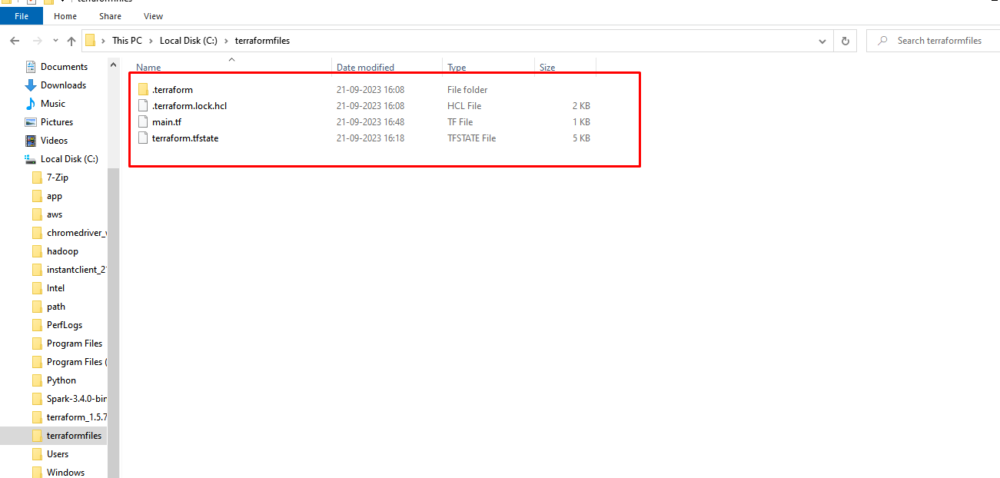 terraformfiles
File Home Share View
This PC Local Disk (C:) terraformfiles Search terraformfiles
Name Date modified Type Size
.terraform 21-09-2023 16:08 File folder
.terraform.lock.hcl 21-09-2023 16:08 HCL File 2 KB
main.tf 21-09-2023 16:48 TF File 1 KB
terraform.tfstate 21-09-2023 16:18 TFSTATE File 5 KB
Documents
Downloads
Music
Pictures
Videos
Local Disk (C:)
7-Zip
app
aws
chromedriver_
hadoop
instantclient_2
Intel
path
PerfLogs
Program Files
Program Files (
Python
Spark-3.4.0-bin
terraform_1.5.7
terraformfiles
Users
Windows